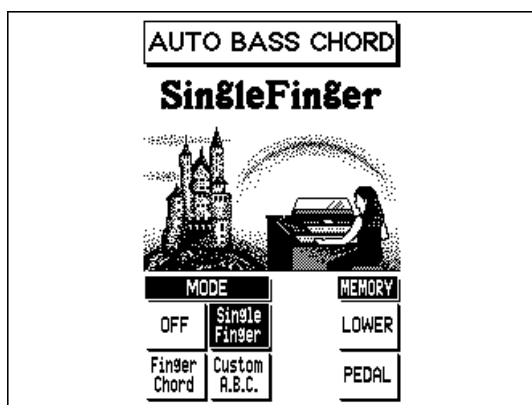 AUTO BASS CHORD
SingleFinger
MODE
MEMORY
OFF
Single
Finger
LOWER
Finger
Chord
Custom
A.B.C.
PEDAL